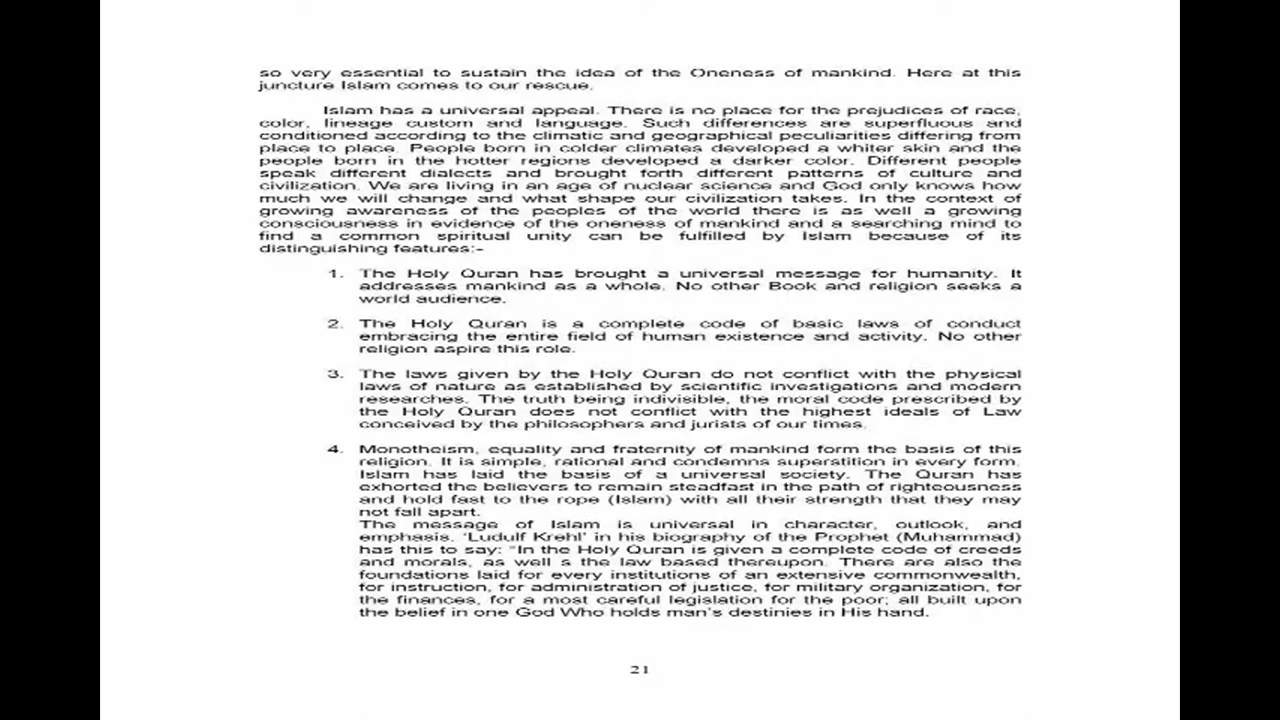 so very essential to sustain the idea of the Oneness of mankind. Here at this
juncture Islam comes to our rescue.
Islam has a universal appeal. There is no place for the prejudices of race,
color, lineage custom and language. Such differences are superfluous and
conditioned according to the climatic and geographical peculiarities differing from
place to place. People born in colder climates developed a whiter skin and the
people born in the hotter regions developed a darker color. Different people
speak different dialects and brought forth different patterns of culture and
civilization. We are living in an age of nuclear science and God only knows how
much we will change and what shape our civilization takes. In the context of
growing awareness of the peoples of the world there is as well a growing
consciousness in evidence of the oneness of mankind and a searching mind to
find a common spiritual unity can be fulfilled by Islam because of its
distinguishing features:-
1. The Holy Quran has brought a universal message for humanity. It
addresses mankind as a whole. No other Book and religion seeks a
world audience.
2. The Holy Quran is a complete code of basic laws of conduct
embracing the entire field of human existence and activity. No other
religion aspire this role.
3. The laws given by the Holy Quran do not conflict with the physical
laws of nature as established by scientific investigations and modern
researches. The truth being indivisible, the moral code prescribed by
the Holy Quran does not conflict with the highest ideals of Law
conceived by the philosophers and jurists of our times.
4. Monotheism, equality and fraternity of mankind form the basis of this
religion. It is simple, rational and condemns superstition in every form.
Islam has laid the basis of a universal society. The Quran has
exhorted the believers to remain steadfast in the path of righteousness
and hold fast to the rope (Islam) with all their strength that they may
not fall apart.
The message of Islam is universal in character, outlook, and
emphasis. 'Ludulf Krehl' in his biography of the Prophet (Muhammad)
has this to say: "In the Holy Quran is given a complete code of creeds
and morals, as well s the law based thereupon. There are also the
foundations laid for every institutions of an extensive commonwealth,
for instruction, for administration of justice, for military organization, for
the finances, for a most careful legislation for the poor; all built upon
the belief in one God Who holds man's destinies in His hand.
21